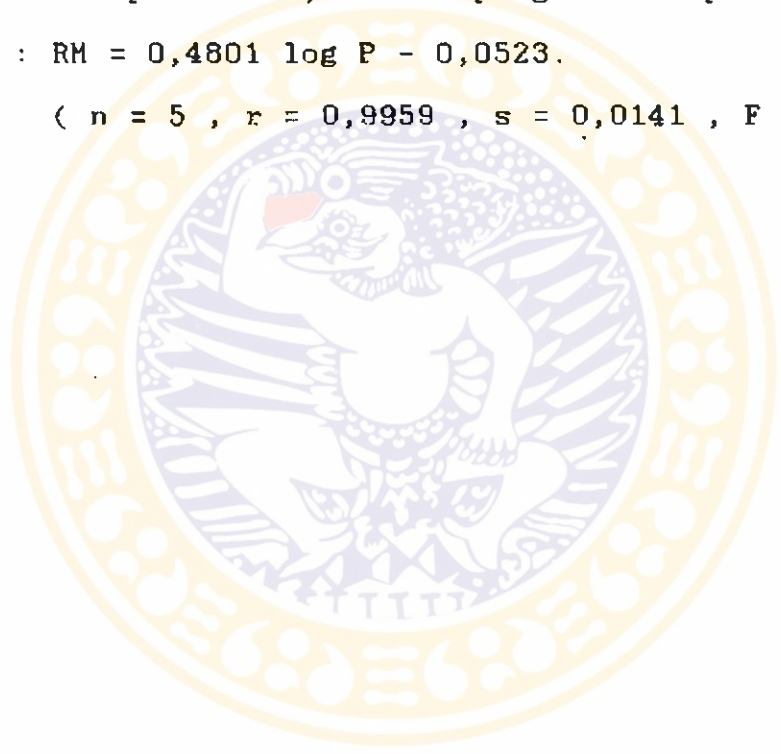 : RM = 0,4801 log P - 0,0523.
( n = 5 , r = 0,9959 , s = 0,0141 , F